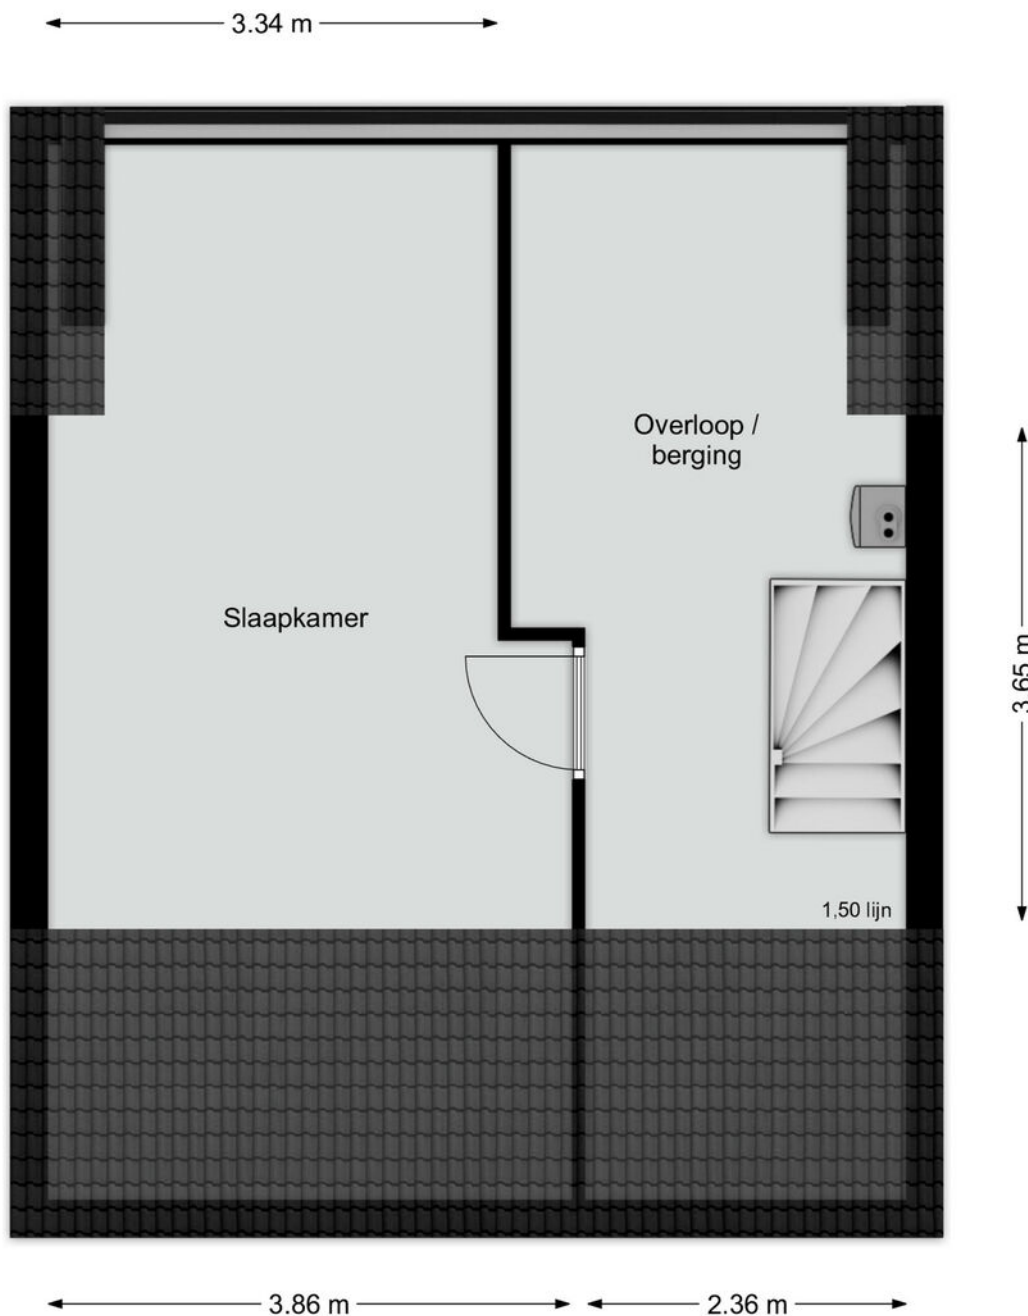 3.34 m
Overloop /
berging
Slaapkamer
3.65 m
1,50 lijn
3.86 m
2.36 m